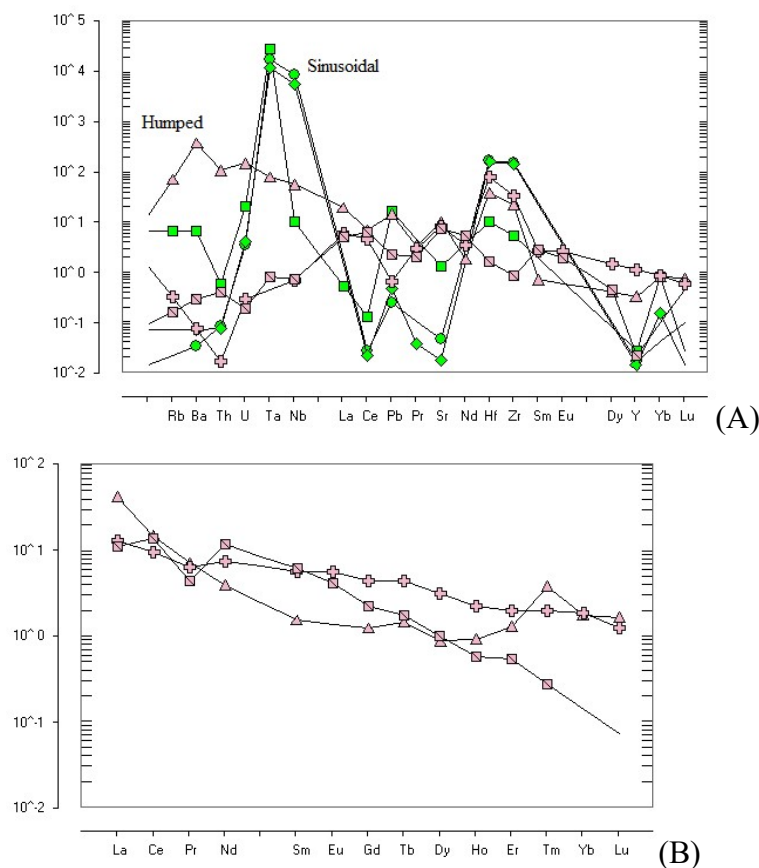 10^5
10^4
Sinusoidal
10^3
Humped
10^2
10^1
10^0
10^-1
10^-2
Rb Ba Th U Ta Nb La Ce Pb Pr Sr Nd Hf Zr Sm Eu Dy Y Yb Lu
(A)
10^2
10^1
10^0
10^-1
10^-2
La Ce Pr Nd Sm Eu Gd Tb Dy Ho Er Tm Yb Lu
(B)